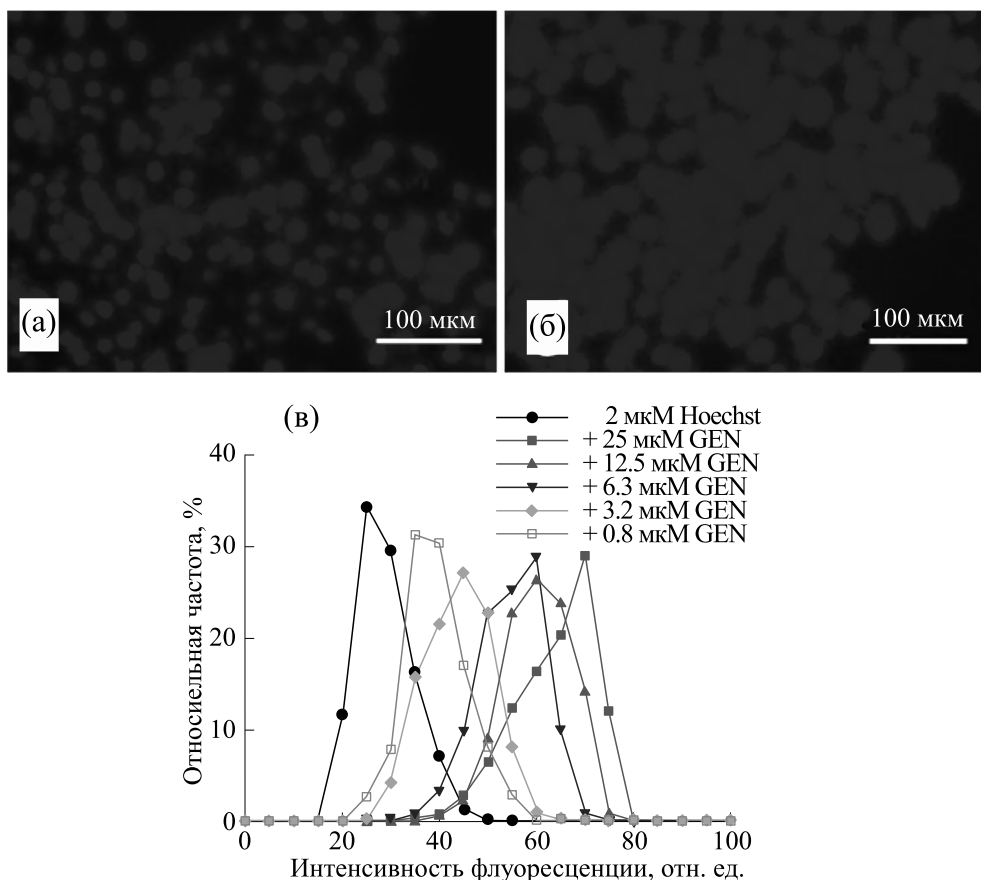 (а)
100 мкм
(б)
100 мкм
(в)
2 мкМ Hoechst
+ 25 мкМ GEN
+ 12.5 мкМ GEN
+ 6.3 мкМ GEN
+ 3.2 мкМ GEN
+ 0.8 мкМ GEN
Относиельная частота, %
40
30
20
10
0
0 20 40 60 80 100
Интенсивность флуоресценции, отн. ед.